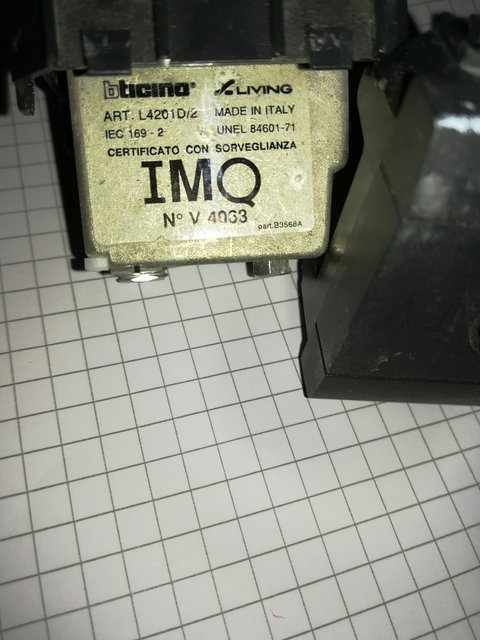 bticino LIVING
ART. L4201D/2 MADE IN ITALY
IEC 169 - 2 UNEL 84601-71
CERTIFICATO CON SORVEGLIANZA
IMQ
N° V 4033
part.B3568A